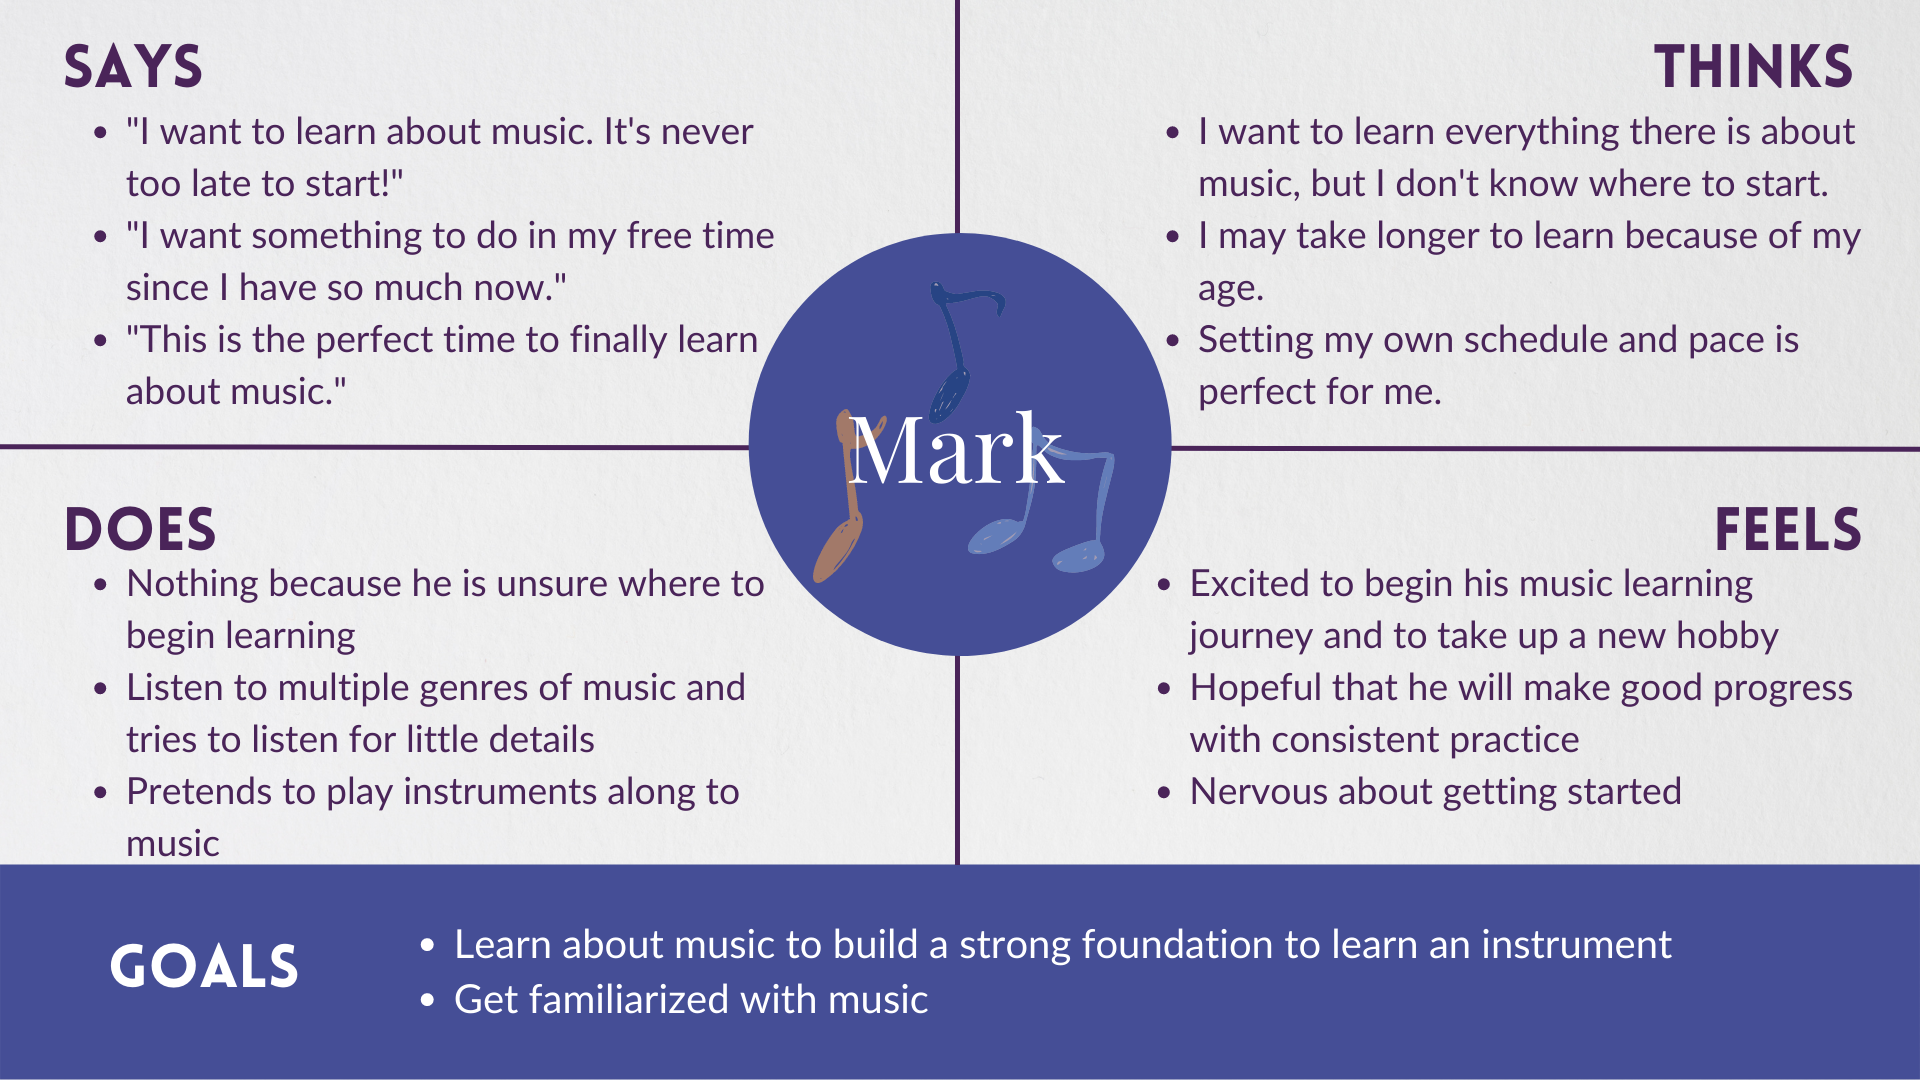 SAYS
• "I want to learn about music. It's never
too late to start!"
• "I want something to do in my free time
since I have so much now."
• "This is the perfect time to finally learn
about music."
THINKS
• I want to learn everything there is about
music, but I don't know where to start.
• I may take longer to learn because of my
age.
• Setting my own schedule and pace is
perfect for me.
Mark
DOES
• Nothing because he is unsure where to
begin learning
• Listen to multiple genres of music and
tries to listen for little details
• Pretends to play instruments along to
music
FEELS
• Excited to begin his music learning
journey and to take up a new hobby
• Hopeful that he will make good progress
with consistent practice
• Nervous about getting started
GOALS
• Learn about music to build a strong foundation to learn an instrument
• Get familiarized with music